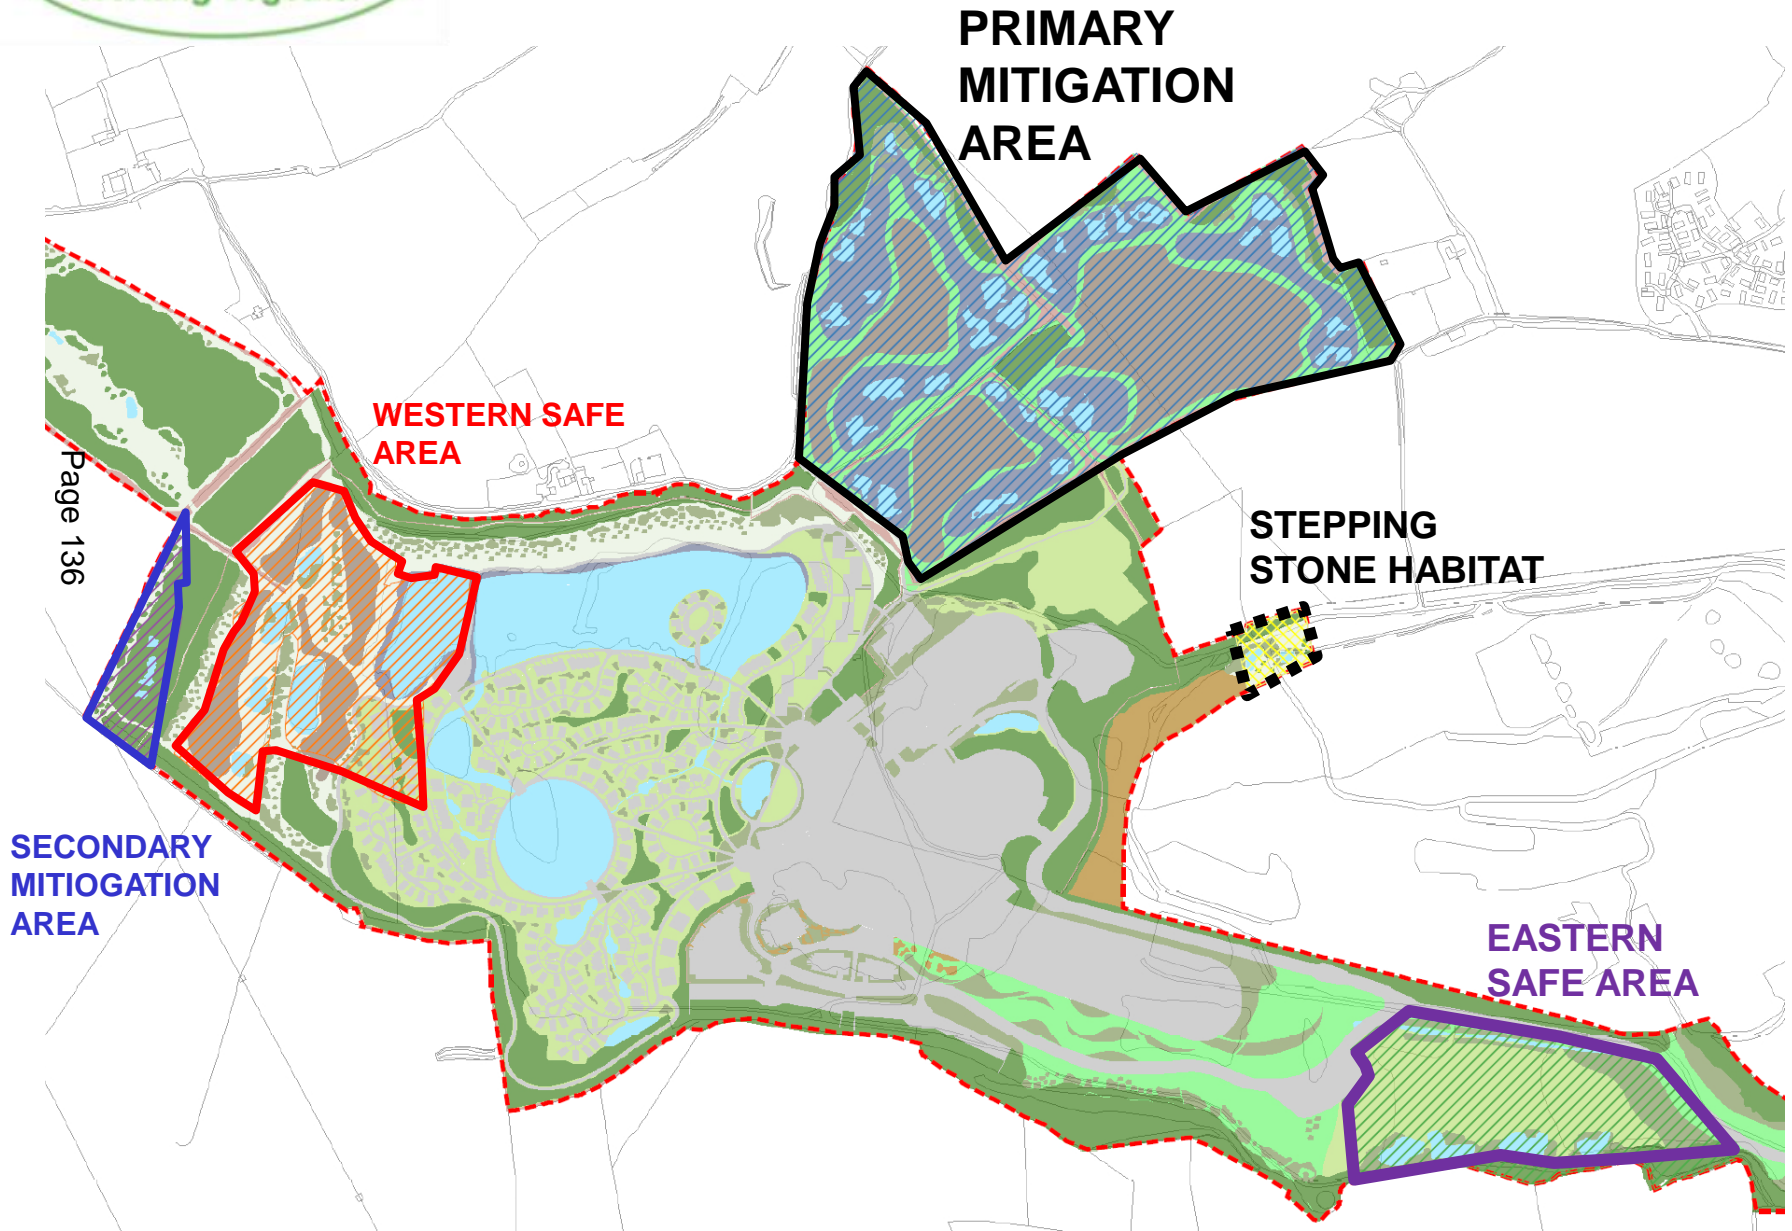 PRIMARY
MITIGATION
AREA
WESTERN SAFE
AREA
Page 136
STEPPING
STONE HABITAT
SECONDARY
MITIOGATION
AREA
EASTERN
SAFE AREA